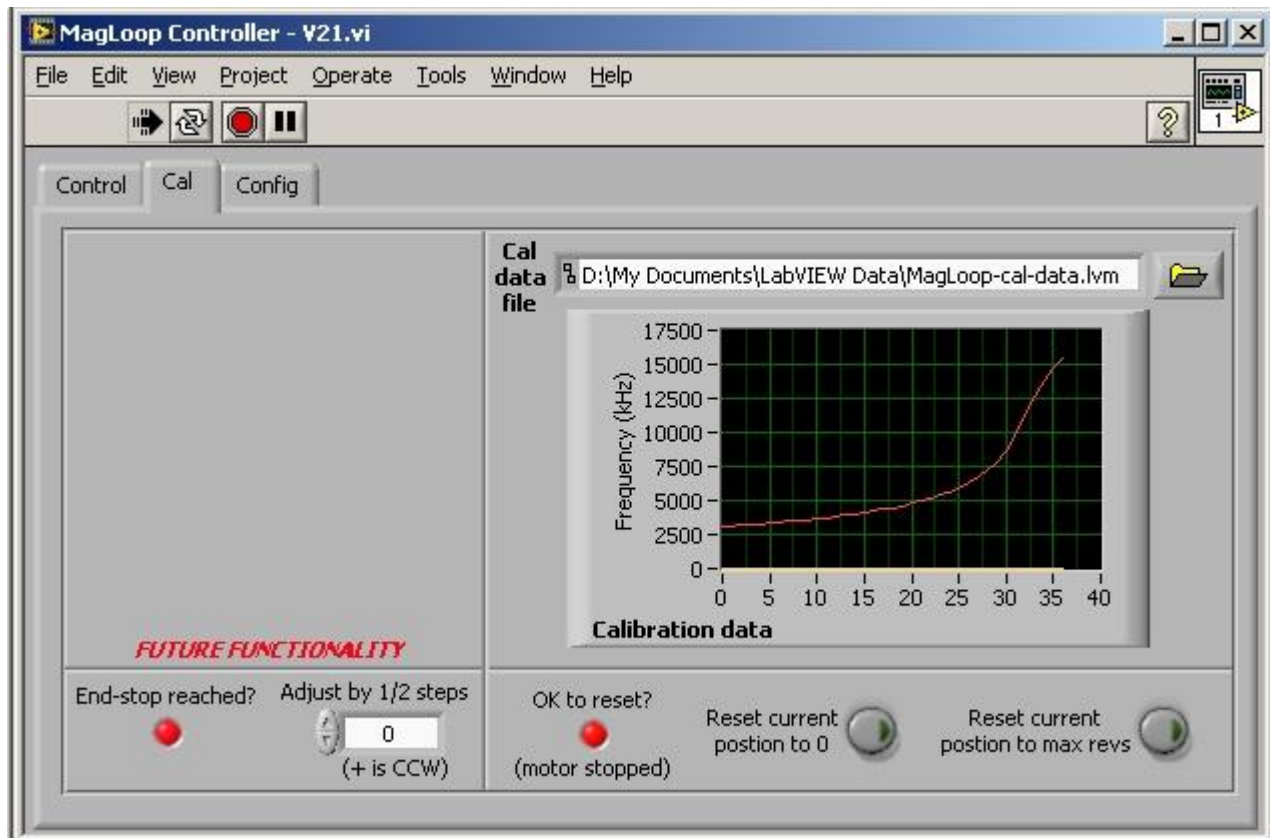 MagLoop Controller - V21.vi
File Edit View Project Operate Tools Window Help
1
Control Cal Config
Cal
data
file
D:\My Documents\LabVIEW Data\MagLoop-cal-data.lvm
17500
15000
12500
10000
7500
5000
2500
0
Frequency (kHz)
0 5 10 15 20 25 30 35 40
Calibration data
FUTURE FUNCTIONALITY
End-stop reached?
Adjust by 1/2 steps
0
(+ is CCW)
OK to reset?
(motor stopped)
Reset current
postion to 0
Reset current
postion to max revs